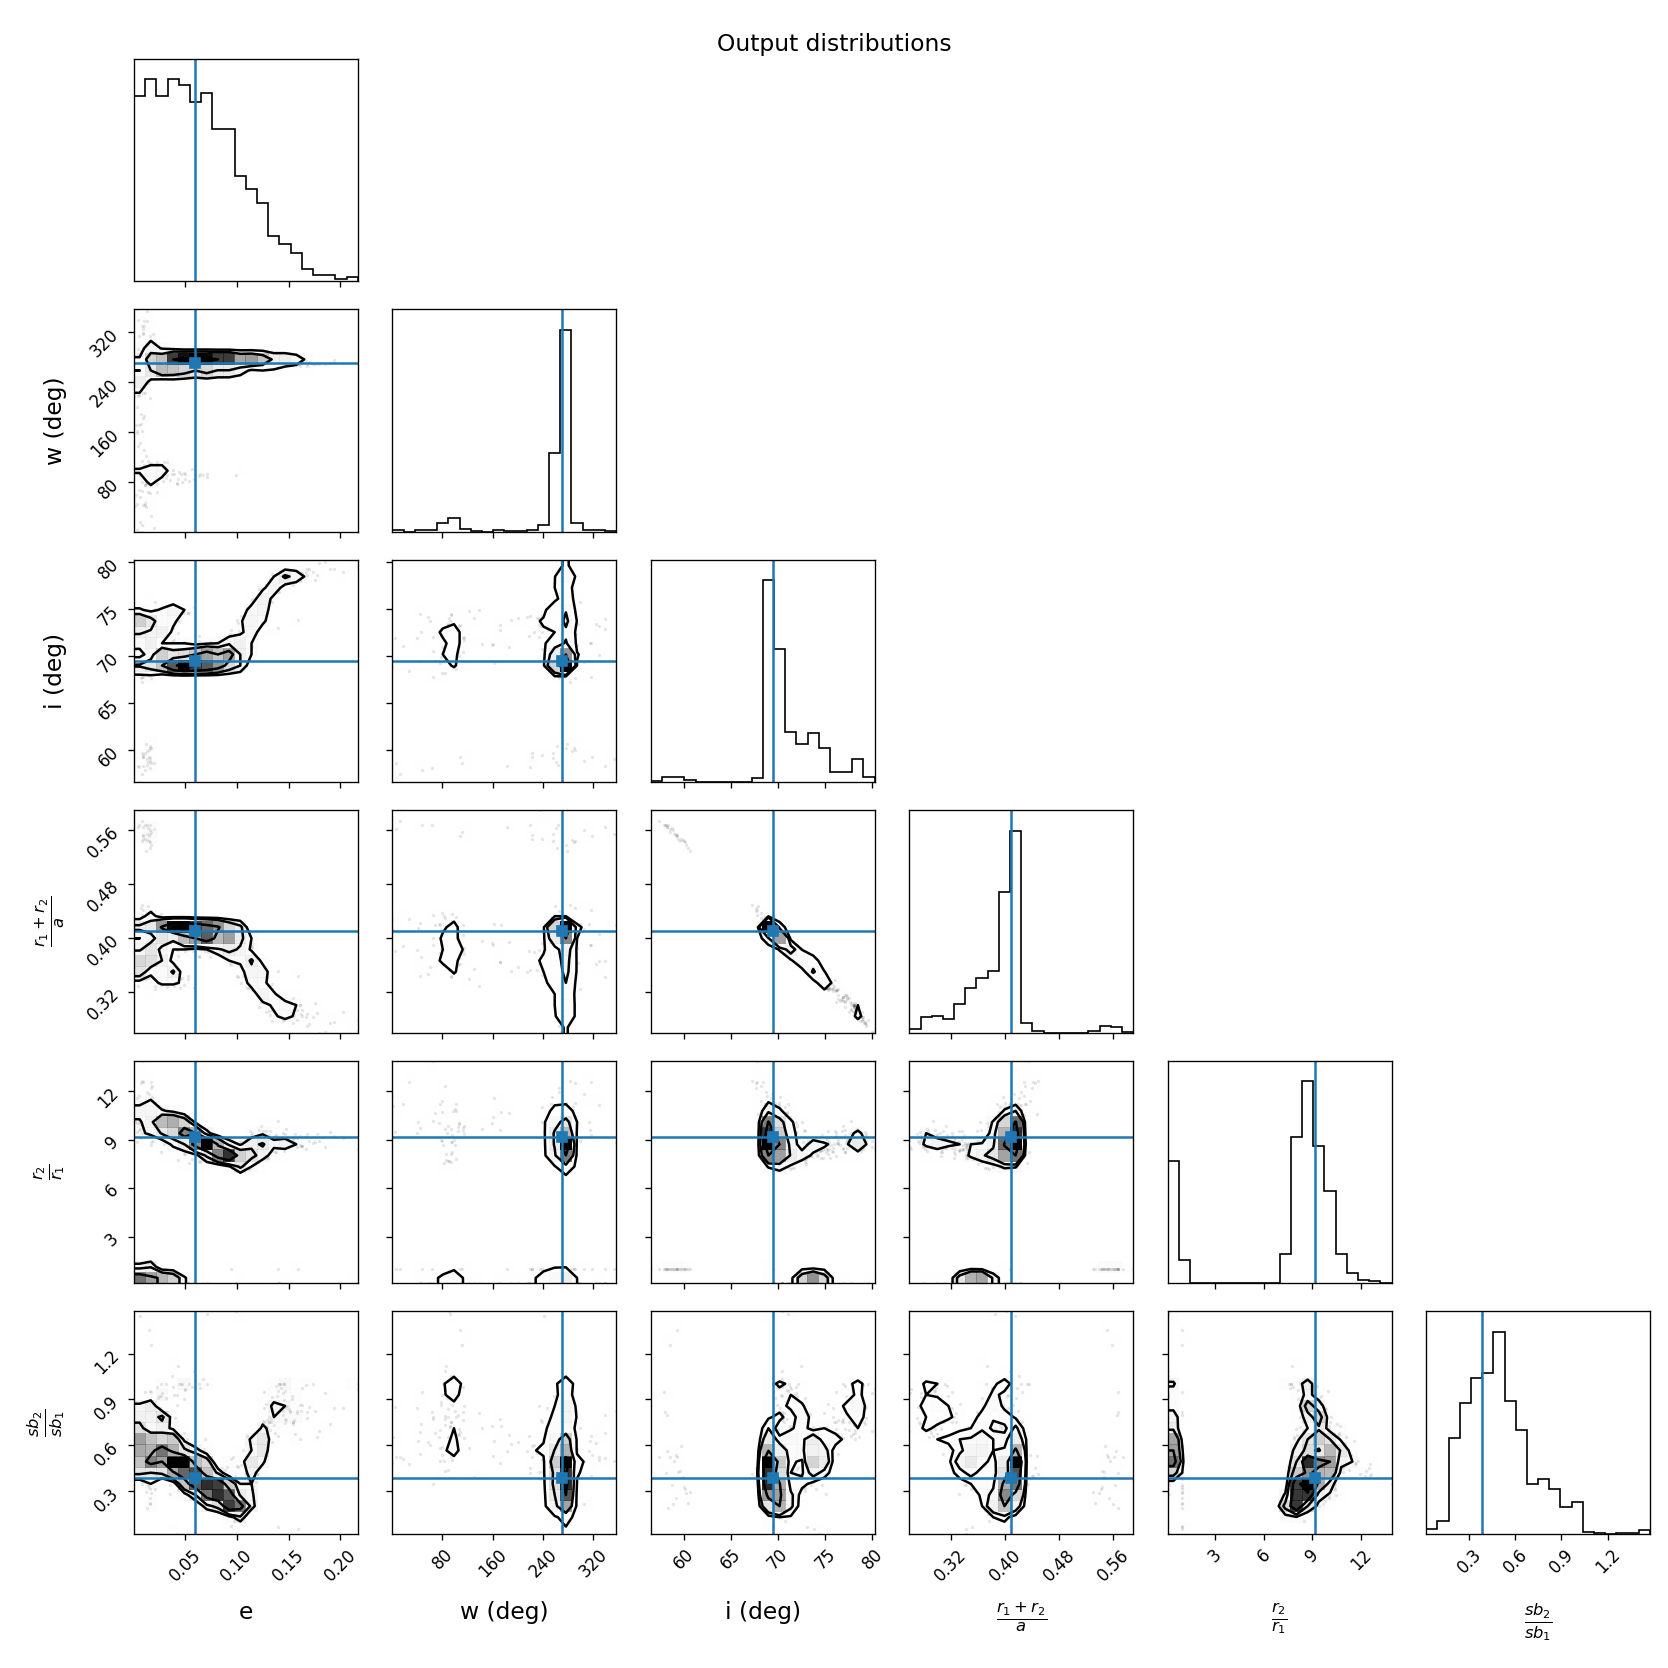 Output distributions
w (deg)
320
240
160
80
i (deg)
80
75
70
65
60
r₁ + r₂
a
0.56
0.48
0.40
0.32
r₂
r₁
12
9
6
3
sb₂
sb₁
1.2
0.9
0.6
0.3
0.05 0.10 0.15 0.20 80 160 240 320 60 65 70 75 80 0.32 0.40 0.48 0.56 3 6 9 12 0.3 0.6 0.9 1.2
e w (deg) i (deg)
r₁ + r₂
a
r₂
r₁
sb₂
sb₁